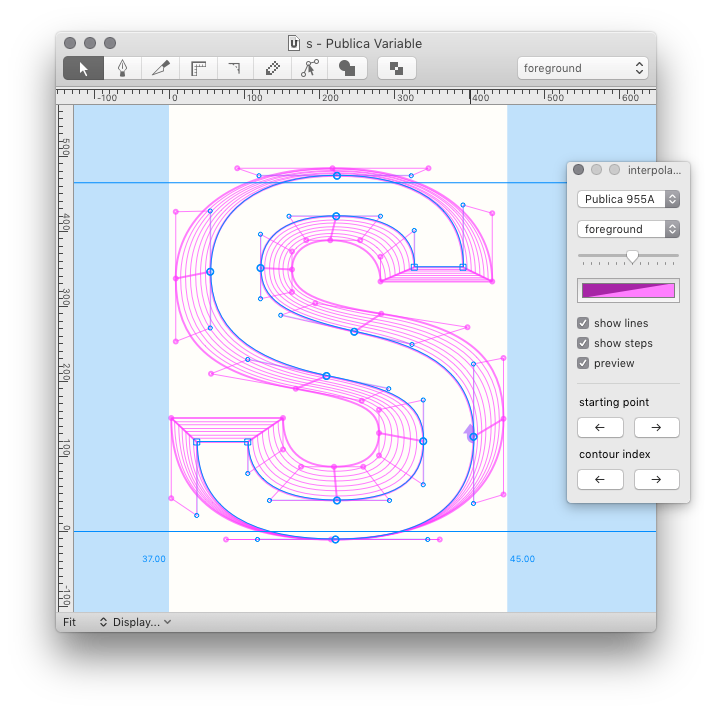 s - Publica Variable
foreground
-100 0 100 200 300 400 500 600
500
400
300
200
100
0
-100
37.00
45.00
Fit
Display...
interpola...
Publica 955A
foreground
show lines
show steps
preview
starting point
← →
contour index
← →